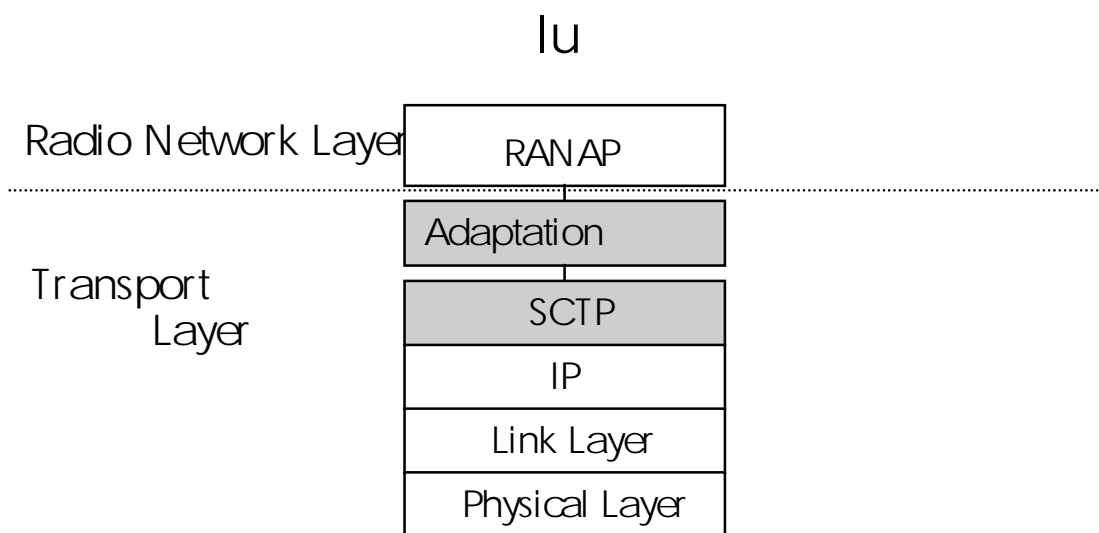 Iu
Radio Network Layer
RANAP
Adaptation
Transport
Layer
SCTP
IP
Link Layer
Physical Layer